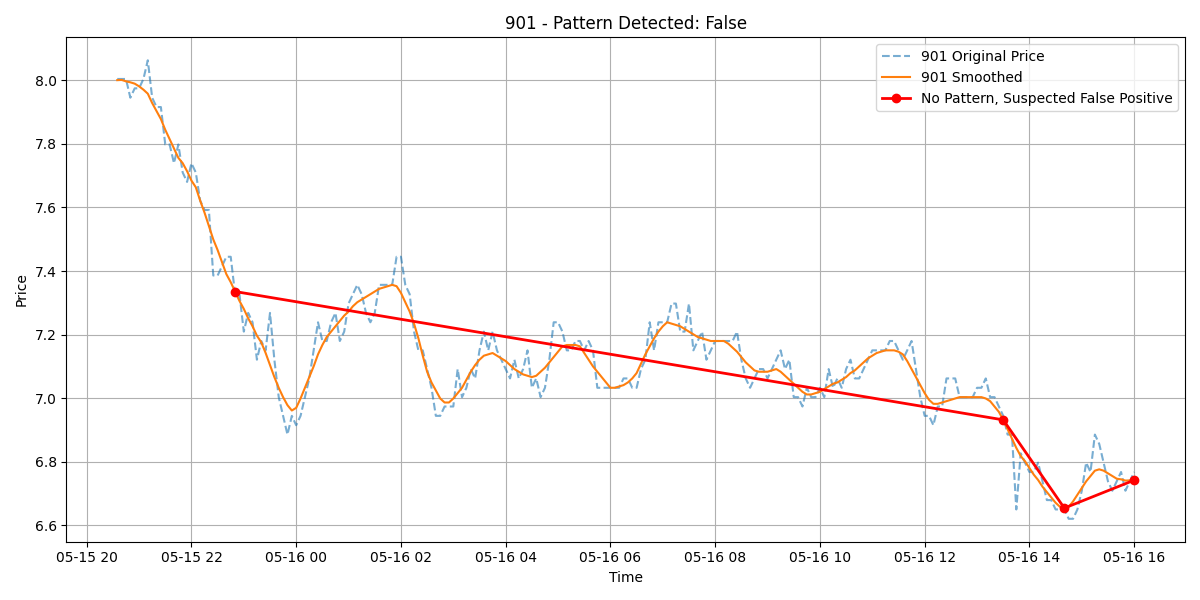 901 - Pattern Detected: False
901 Original Price
901 Smoothed
No Pattern, Suspected False Positive
Price
8.0
7.8
7.6
7.4
7.2
7.0
6.8
6.6
05-15 20 05-15 22 05-16 00 05-16 02 05-16 04 05-16 06 05-16 08 05-16 10 05-16 12 05-16 14 05-16 16
Time